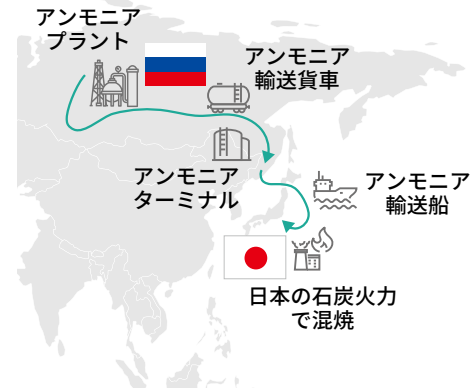 アンモニア
プラント
アンモニア
輸送貨車
アンモニア
ターミナル
アンモニア
輸送船
日本の石炭火力
で混焼